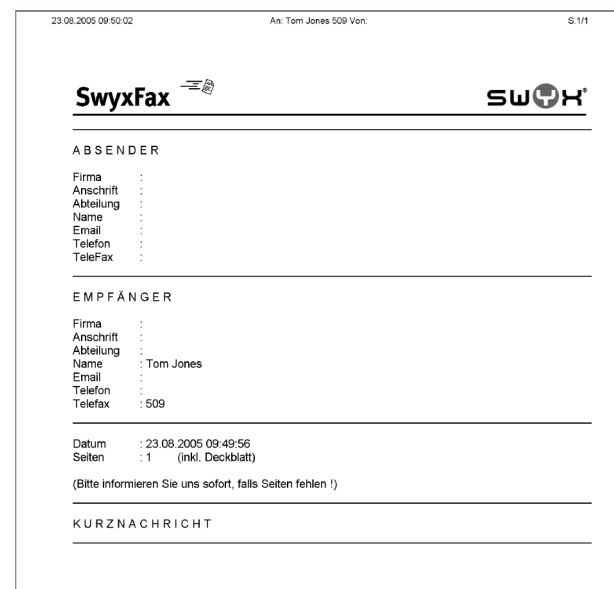 23.08.2005 09:50:02 An: Tom Jones 509 Von: S.1/1
SwyxFax swyx
ABSENDER
Firma :
Anschrift :
Abteilung :
Name :
Email :
Telefon :
TeleFax :
EMPFÄNGER
Firma :
Anschrift :
Abteilung :
Name : Tom Jones
Email :
Telefon :
Telefax : 509
Datum : 23.08.2005 09:49:56
Seiten : 1 (inkl. Deckblatt)
(Bitte informieren Sie uns sofort, falls Seiten fehlen !)
KURZNACHRICHT